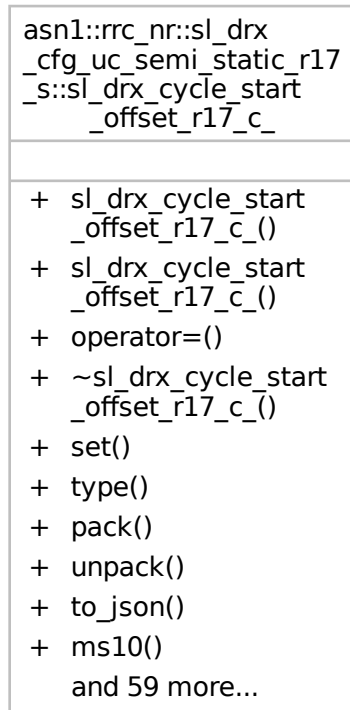 asn1::rrc_nr::sl_drx
_cfg_uc_semi_static_r17
_s::sl_drx_cycle_start
_offset_r17_c_
+ sl_drx_cycle_start
_offset_r17_c_()
+ sl_drx_cycle_start
_offset_r17_c_()
+ operator=()
+ ~sl_drx_cycle_start
_offset_r17_c_()
+ set()
+ type()
+ pack()
+ unpack()
+ to_json()
+ ms10()
and 59 more...